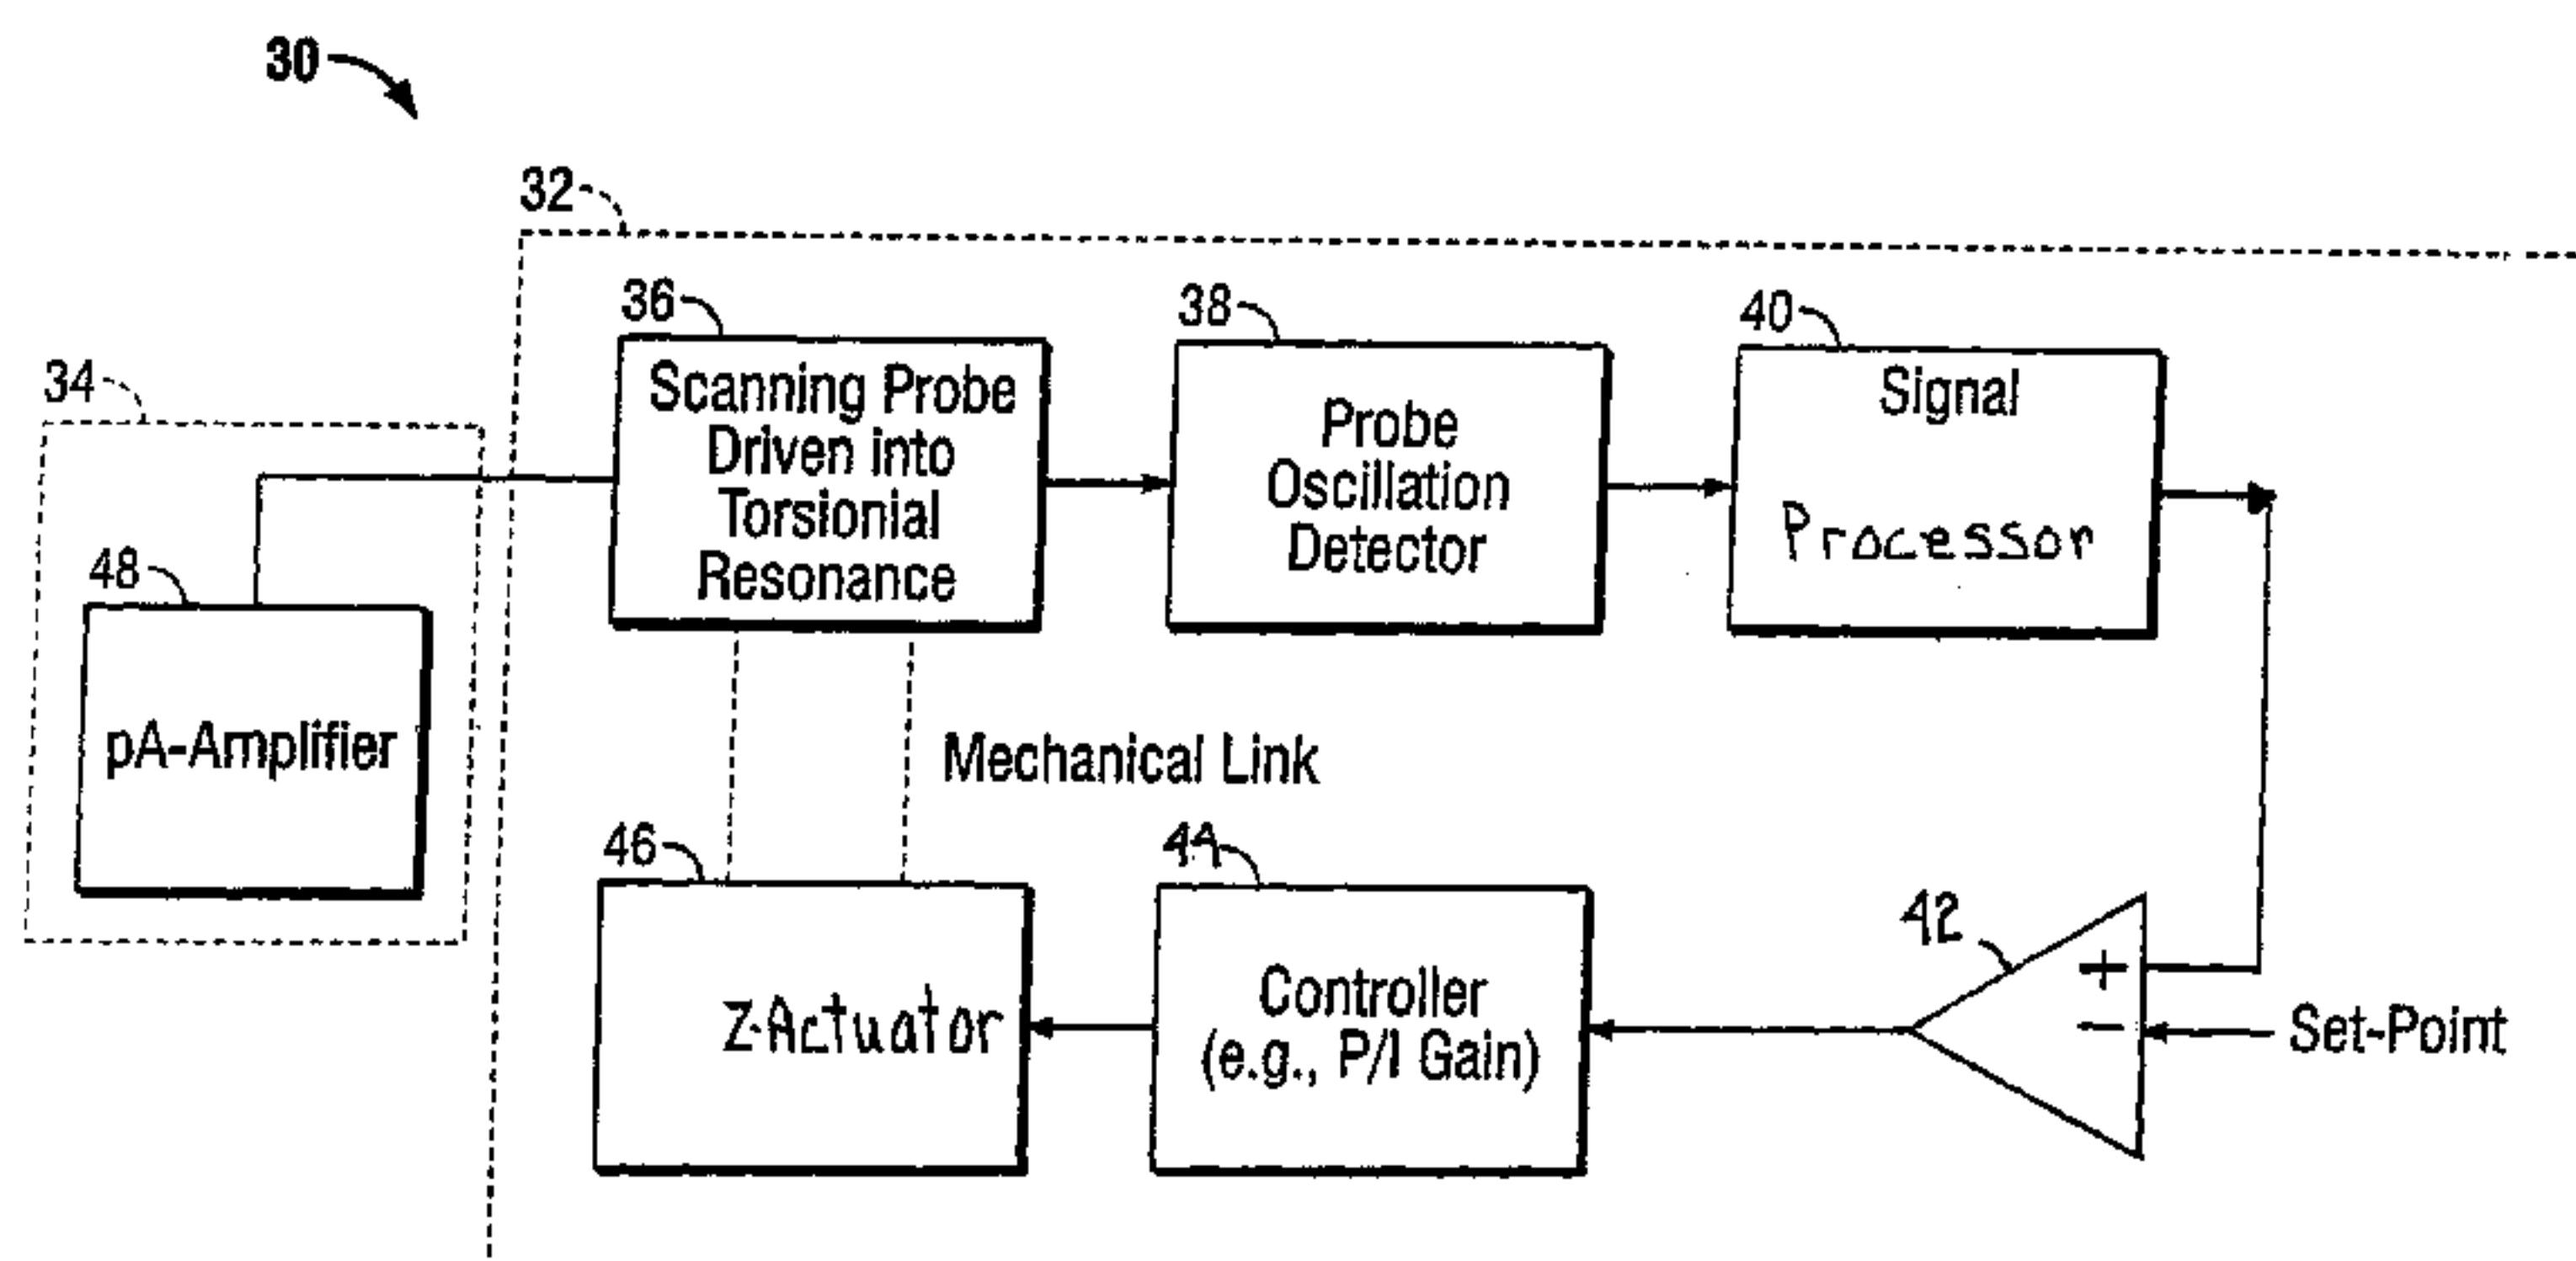 30
32
36
38
40
34
Scanning Probe
Driven into
Torsionial
Resonance
Probe
Oscillation
Detector
Signal
Processor
48
pA-Amplifier
Mechanical Link
46
44
42
Z-Actuator
Controller
(e.g., P/I Gain)
+
−
Set-Point